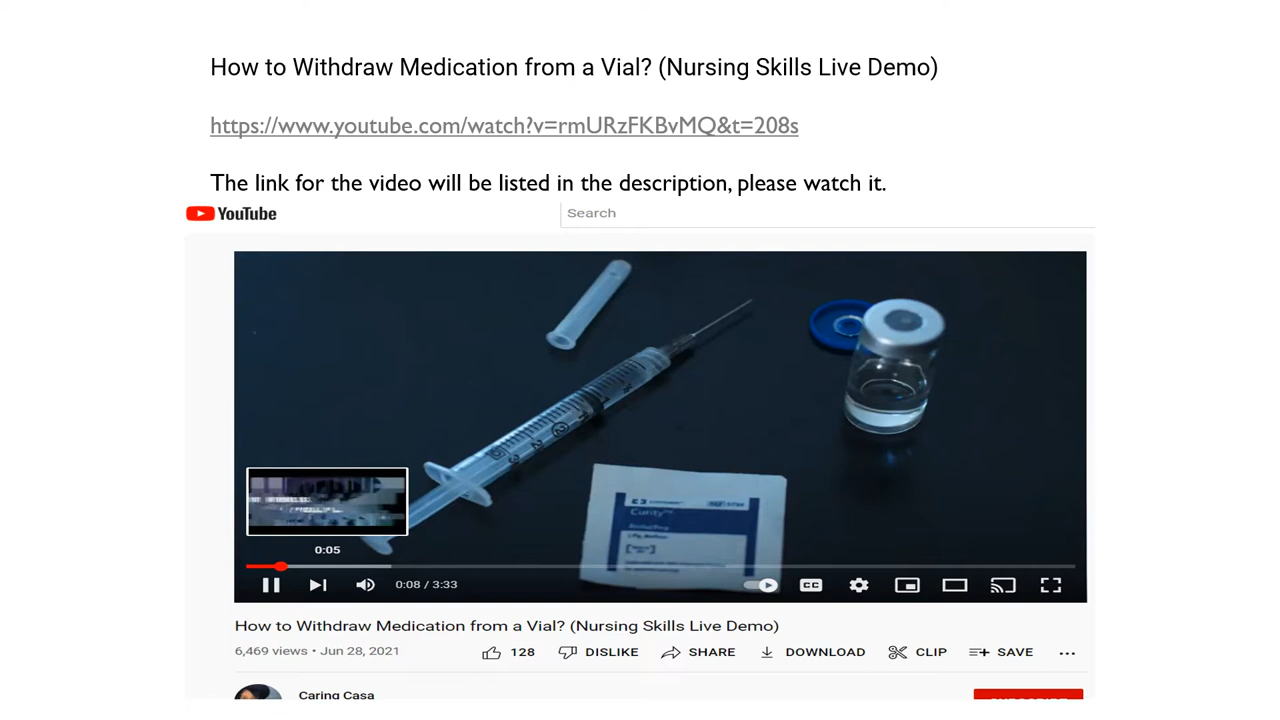 How to Withdraw Medication from a Vial? (Nursing Skills Live Demo)
https://www.youtube.com/watch?v=rmURzFKBvMQ&t=208s
The link for the video will be listed in the description, please watch it.
YouTube
Search
Curity
0:05
0:08 / 3:33
CC
How to Withdraw Medication from a Vial? (Nursing Skills Live Demo)
6,469 views • Jun 28, 2021 128 DISLIKE SHARE DOWNLOAD CLIP SAVE ...
Caring Casa